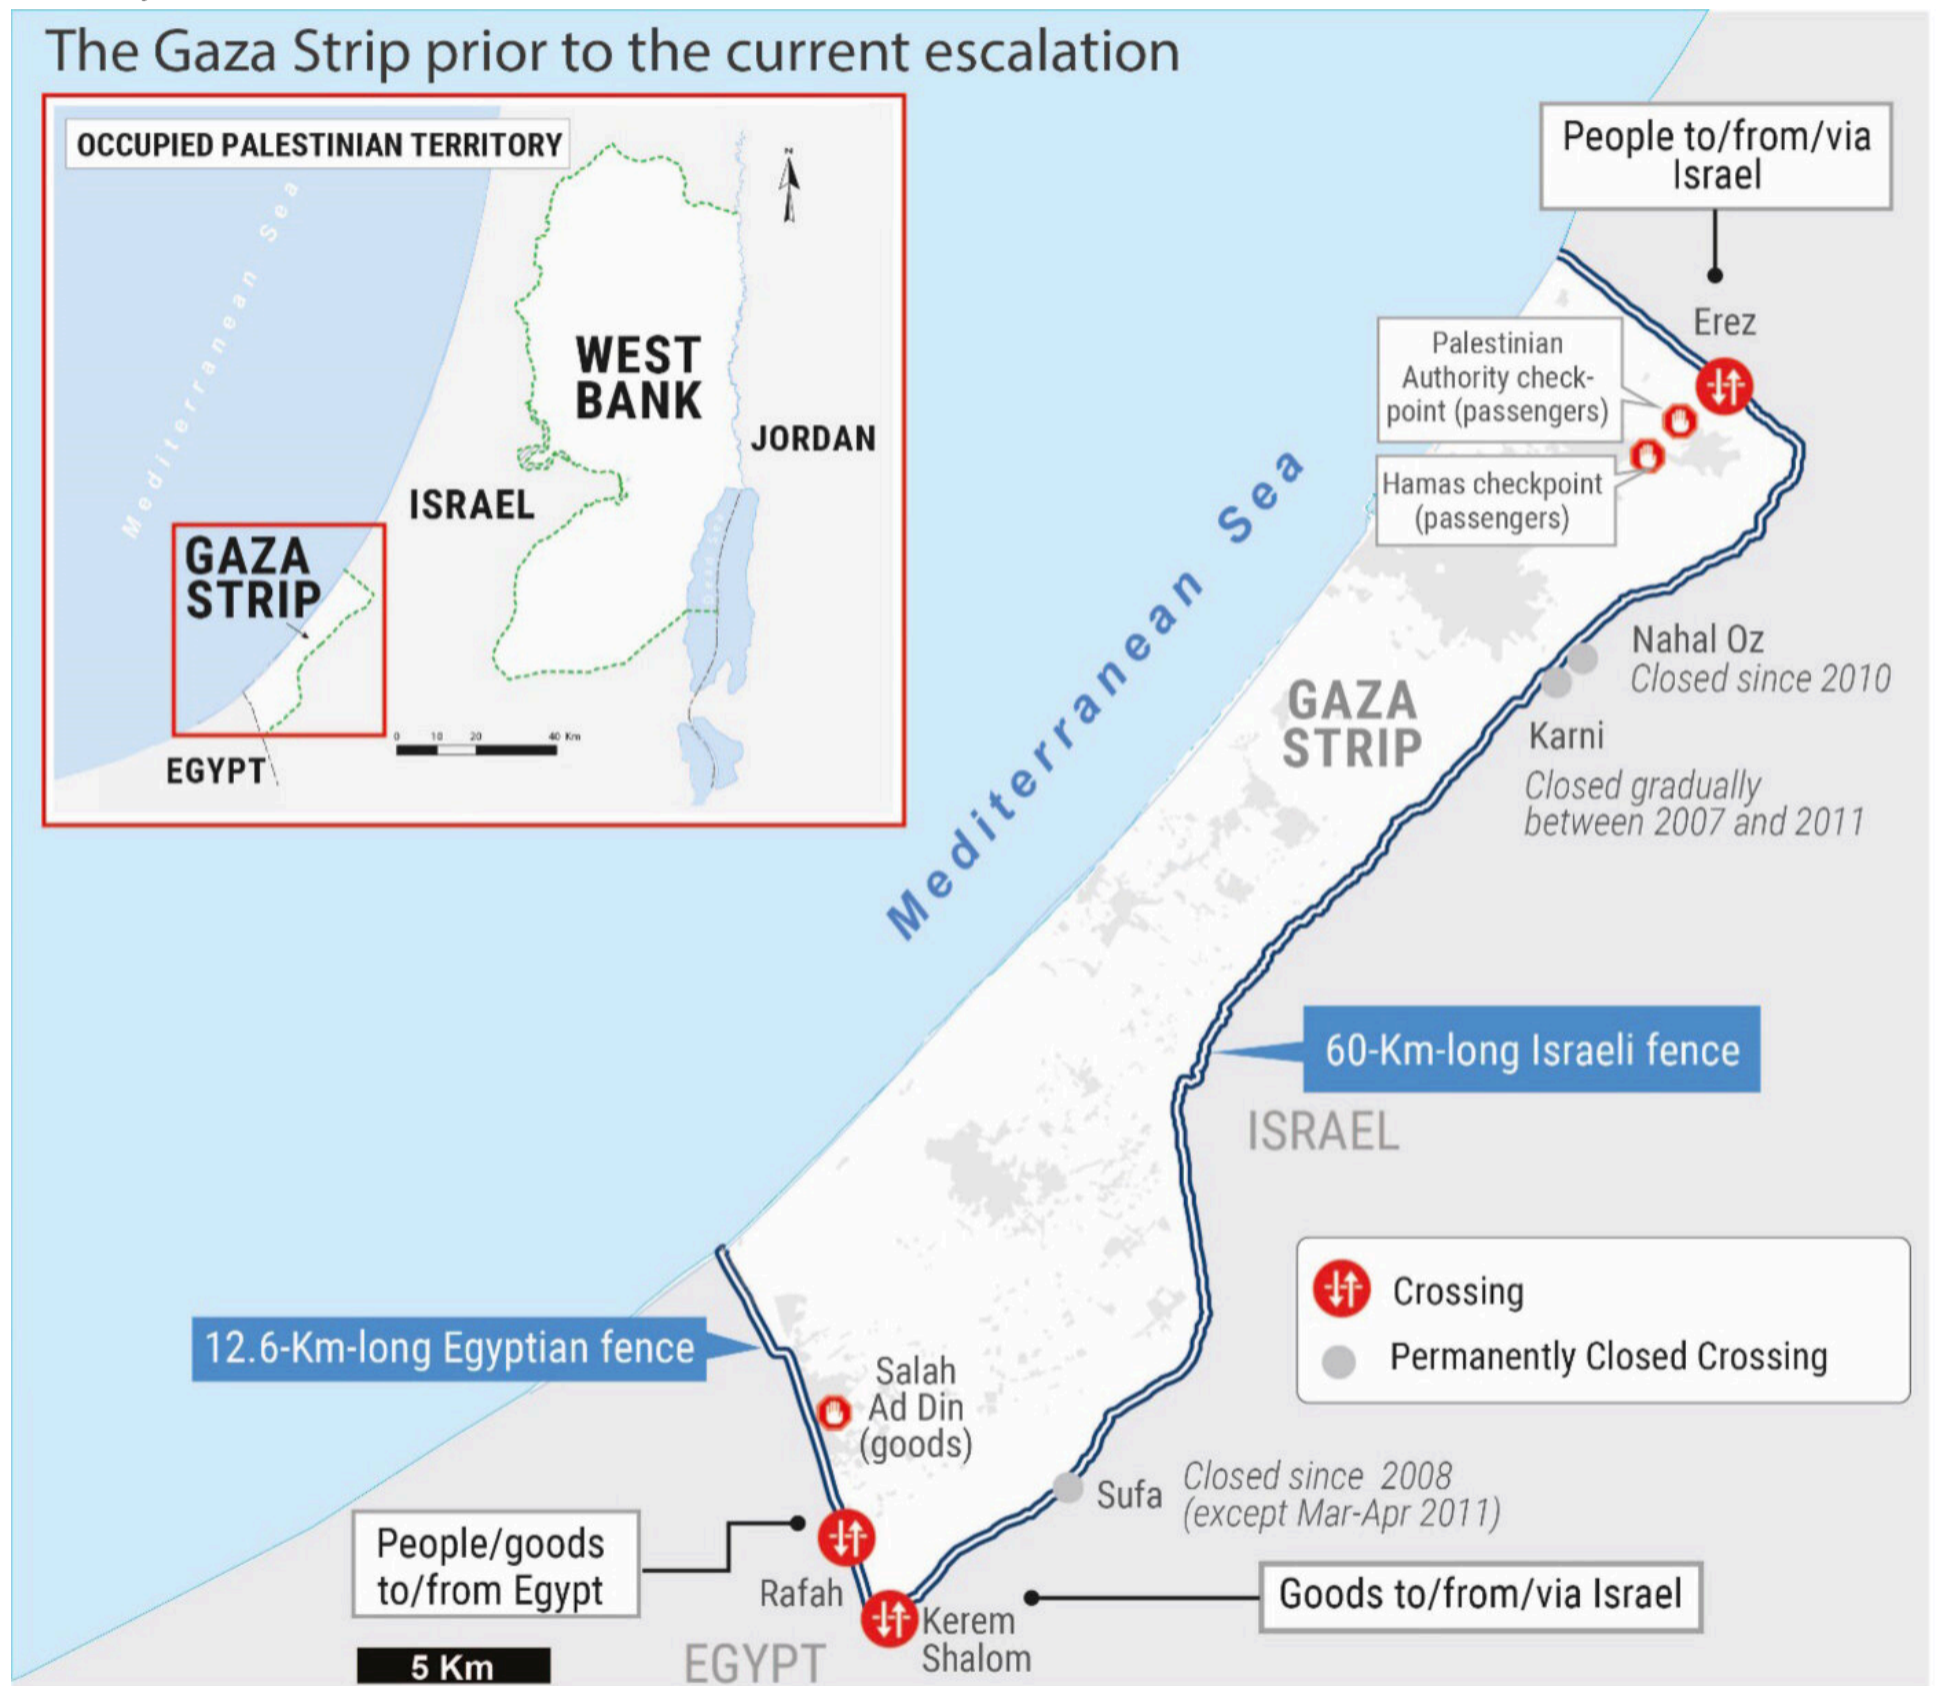 The Gaza Strip prior to the current escalation
OCCUPIED PALESTINIAN TERRITORY
N
Mediterranean Sea
WEST
BANK
JORDAN
ISRAEL
Dead Sea
GAZA
STRIP
0 10 20 40 Km
EGYPT
People to/from/via
Israel
Erez
Palestinian
Authority check-
point (passengers)
Hamas checkpoint
(passengers)
Mediterranean Sea
Nahal Oz
Closed since 2010
GAZA
STRIP
Karni
Closed gradually
between 2007 and 2011
60-Km-long Israeli fence
ISRAEL
Crossing
Permanently Closed Crossing
12.6-Km-long Egyptian fence
Salah
Ad Din
(goods)
Sufa
Closed since 2008
(except Mar-Apr 2011)
People/goods
to/from Egypt
Rafah
Kerem
Shalom
Goods to/from/via Israel
EGYPT
5 Km